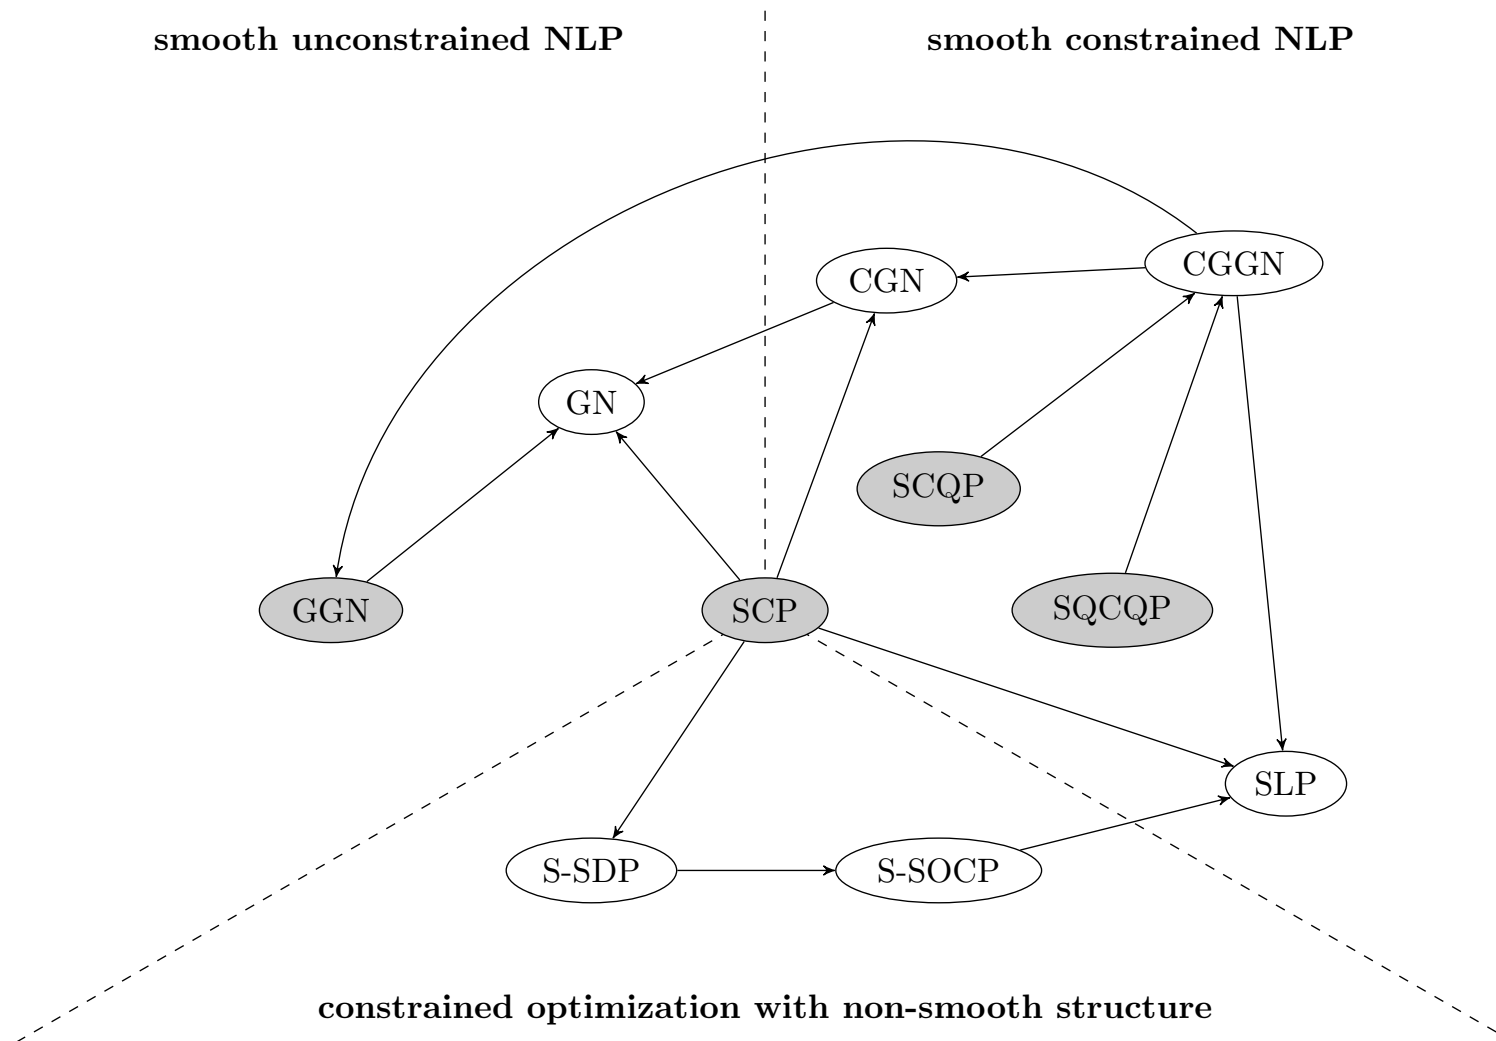 smooth unconstrained NLP
smooth constrained NLP
CGGN
CGN
GN
SCQP
GGN
SCP
SQCQP
SLP
S-SDP
S-SOCP
constrained optimization with non-smooth structure